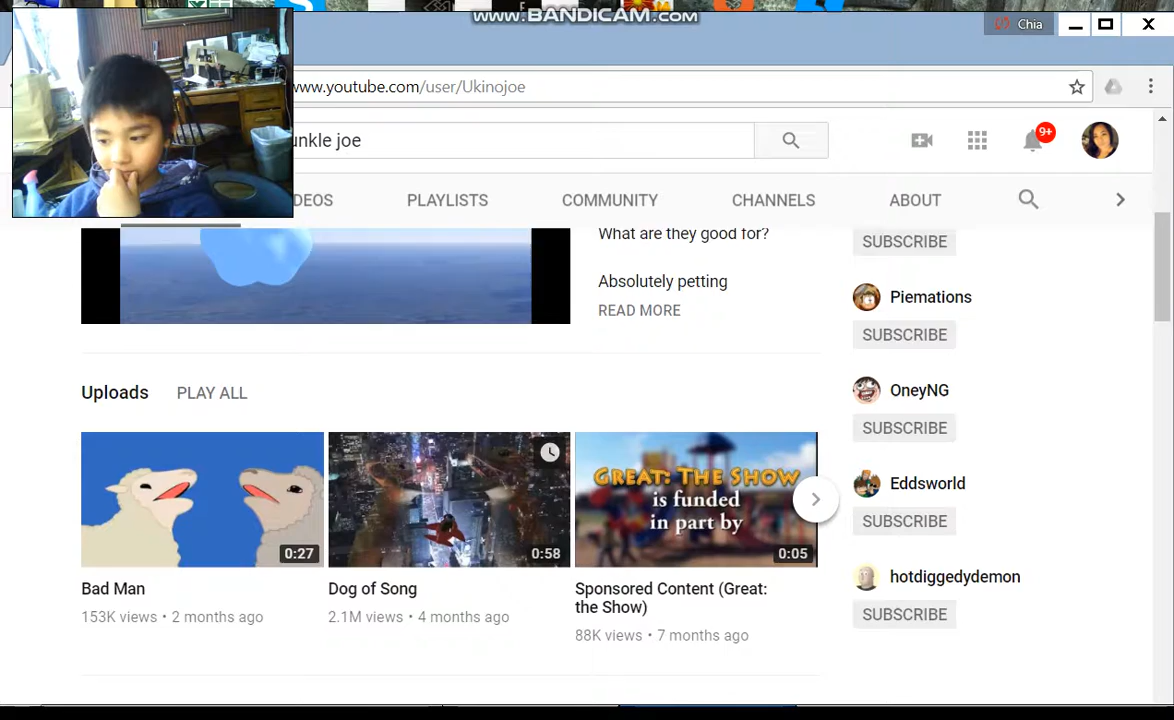 www.BANDICAM.com
Chia
www.youtube.com/user/Ukinojoe
unkle joe
9+
DEOS PLAYLISTS COMMUNITY CHANNELS ABOUT
What are they good for?
Absolutely petting
READ MORE
SUBSCRIBE
Piemations
SUBSCRIBE
OneyNG
SUBSCRIBE
Eddsworld
SUBSCRIBE
hotdiggedydemon
SUBSCRIBE
Uploads PLAY ALL
0:27
Bad Man
153K views • 2 months ago
0:58
Dog of Song
2.1M views • 4 months ago
GREAT: THE SHOW
is funded
in part by
0:05
Sponsored Content (Great:
the Show)
88K views • 7 months ago